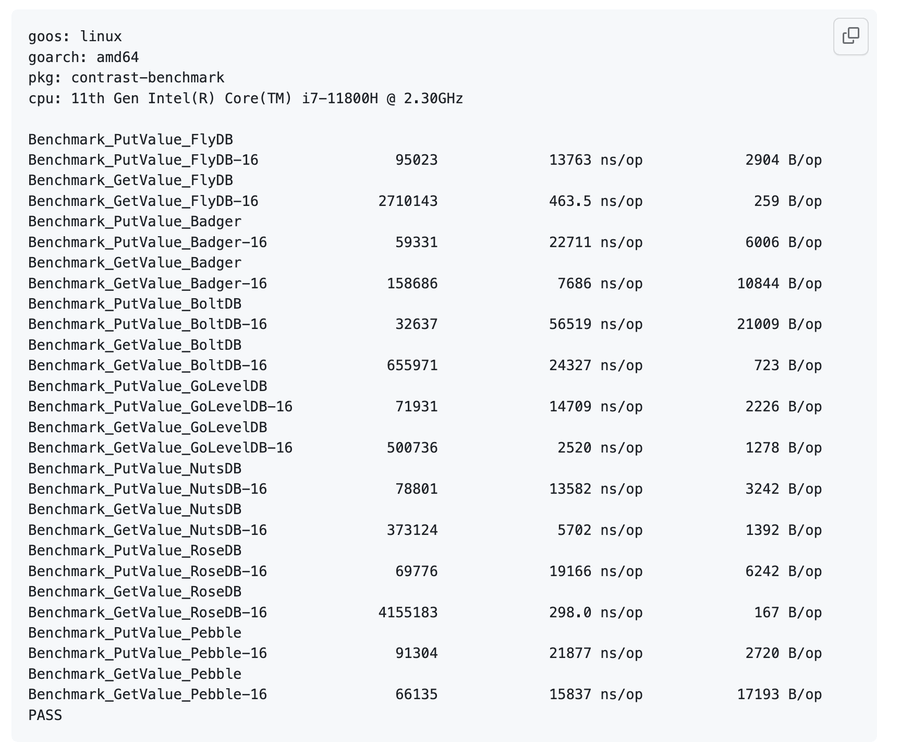 goos: linux
goarch: amd64
pkg: contrast-benchmark
cpu: 11th Gen Intel(R) Core(TM) i7-11800H @ 2.30GHz
Benchmark_PutValue_FlyDB
Benchmark_PutValue_FlyDB-16 95023 13763 ns/op 2904 B/op
Benchmark_GetValue_FlyDB
Benchmark_GetValue_FlyDB-16 2710143 463.5 ns/op 259 B/op
Benchmark_PutValue_Badger
Benchmark_PutValue_Badger-16 59331 22711 ns/op 6006 B/op
Benchmark_GetValue_Badger
Benchmark_GetValue_Badger-16 158686 7686 ns/op 10844 B/op
Benchmark_PutValue_BoltDB
Benchmark_PutValue_BoltDB-16 32637 56519 ns/op 21009 B/op
Benchmark_GetValue_BoltDB
Benchmark_GetValue_BoltDB-16 655971 24327 ns/op 723 B/op
Benchmark_PutValue_GoLevelDB
Benchmark_PutValue_GoLevelDB-16 71931 14709 ns/op 2226 B/op
Benchmark_GetValue_GoLevelDB
Benchmark_GetValue_GoLevelDB-16 500736 2520 ns/op 1278 B/op
Benchmark_PutValue_NutsDB
Benchmark_PutValue_NutsDB-16 78801 13582 ns/op 3242 B/op
Benchmark_GetValue_NutsDB
Benchmark_GetValue_NutsDB-16 373124 5702 ns/op 1392 B/op
Benchmark_PutValue_RoseDB
Benchmark_PutValue_RoseDB-16 69776 19166 ns/op 6242 B/op
Benchmark_GetValue_RoseDB
Benchmark_GetValue_RoseDB-16 4155183 298.0 ns/op 167 B/op
Benchmark_PutValue_Pebble
Benchmark_PutValue_Pebble-16 91304 21877 ns/op 2720 B/op
Benchmark_GetValue_Pebble
Benchmark_GetValue_Pebble-16 66135 15837 ns/op 17193 B/op
PASS